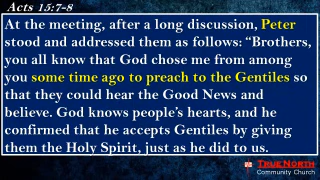 Acts 15:7-8
At the meeting, after a long discussion, Peter
stood and addressed them as follows: “Brothers,
you all know that God chose me from among
you some time ago to preach to the Gentiles so
that they could hear the Good News and
believe. God knows people’s hearts, and he
confirmed that he accepts Gentiles by giving
them the Holy Spirit, just as he did to us.
TRUENORTH
Community Church